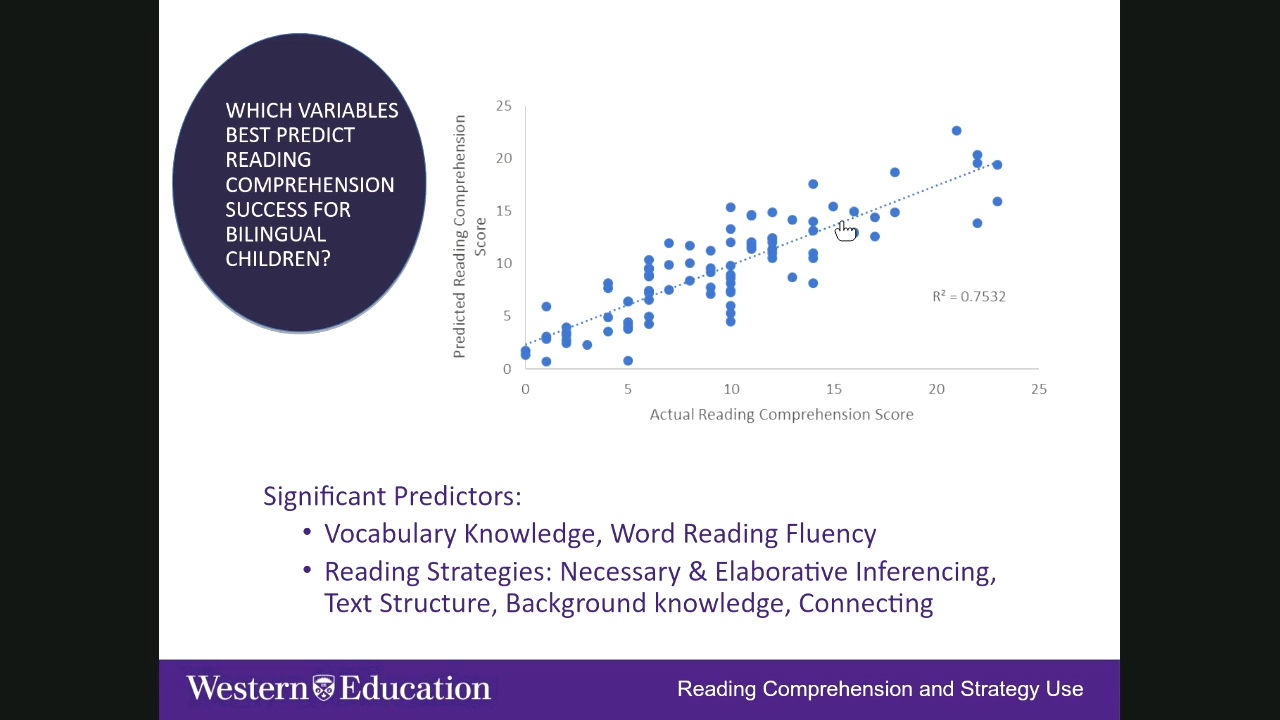 WHICH VARIABLES
BEST PREDICT
READING
COMPREHENSION
SUCCESS FOR
BILINGUAL
CHILDREN?
Predicted Reading Comprehension
Score
25
20
15
10
5
0
R² = 0.7532
0 5 10 15 20 25
Actual Reading Comprehension Score
Significant Predictors:
• Vocabulary Knowledge, Word Reading Fluency
• Reading Strategies: Necessary & Elaborative Inferencing,
Text Structure, Background knowledge, Connecting
Western Education
Reading Comprehension and Strategy Use